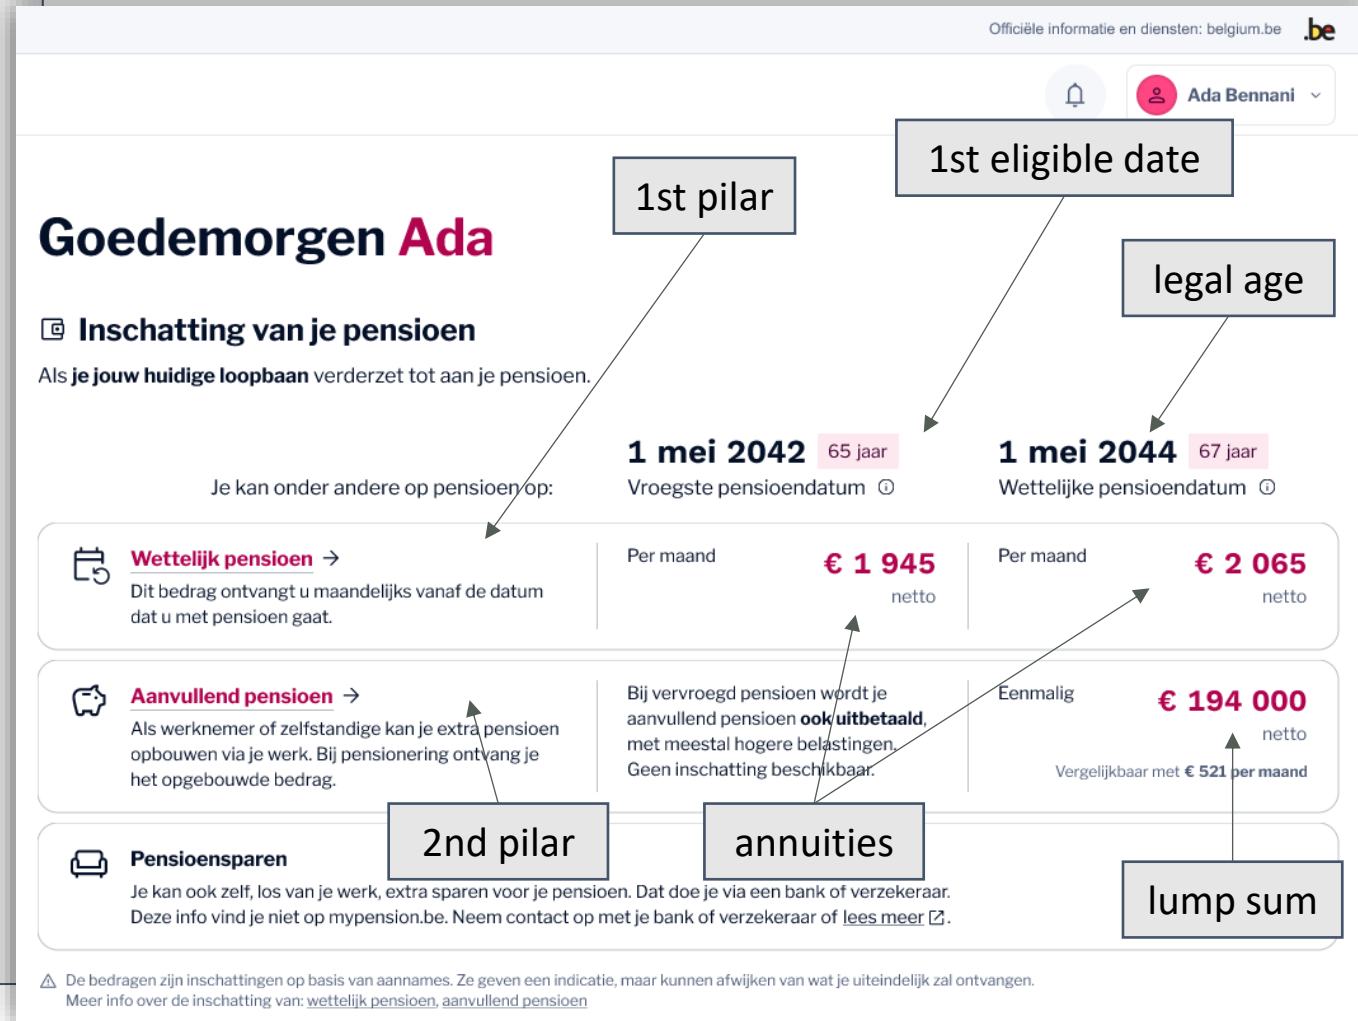 Officiële informatie en diensten: belgium.be .be
Ada Bennani
1st eligible date
1st pilar
Goedemorgen Ada
legal age
Inschatting van je pensioen
Als je jouw huidige loopbaan verderzet tot aan je pensioen.
1 mei 2042 65 jaar 1 mei 2044 67 jaar
Je kan onder andere op pensioen op: Vroegste pensioendatum Wettelijke pensioendatum
Wettelijk pensioen → Per maand € 1 945 Per maand € 2 065
Dit bedrag ontvangt u maandelijks vanaf de datum netto netto
dat u met pensioen gaat.
Aanvullend pensioen → Bij vervroegd pensioen wordt je Eenmalig € 194 000
Als werknemer of zelfstandige kan je extra pensioen aanvullend pensioen ook uitbetaald, netto
opbouwen via je werk. Bij pensionering ontvang je met meestal hogere belastingen.
het opgebouwde bedrag. Geen inschatting beschikbaar. Vergelijkbaar met € 521 per maand
2nd pilar annuities
Pensioensparen
lump sum
Je kan ook zelf, los van je werk, extra sparen voor je pensioen. Dat doe je via een bank of verzekeraar.
Deze info vind je niet op mypension.be. Neem contact op met je bank of verzekeraar of lees meer.
De bedragen zijn inschattingen op basis van aannames. Ze geven een indicatie, maar kunnen afwijken van wat je uiteindelijk zal ontvangen.
Meer info over de inschatting van: wettelijk pensioen, aanvullend pensioen